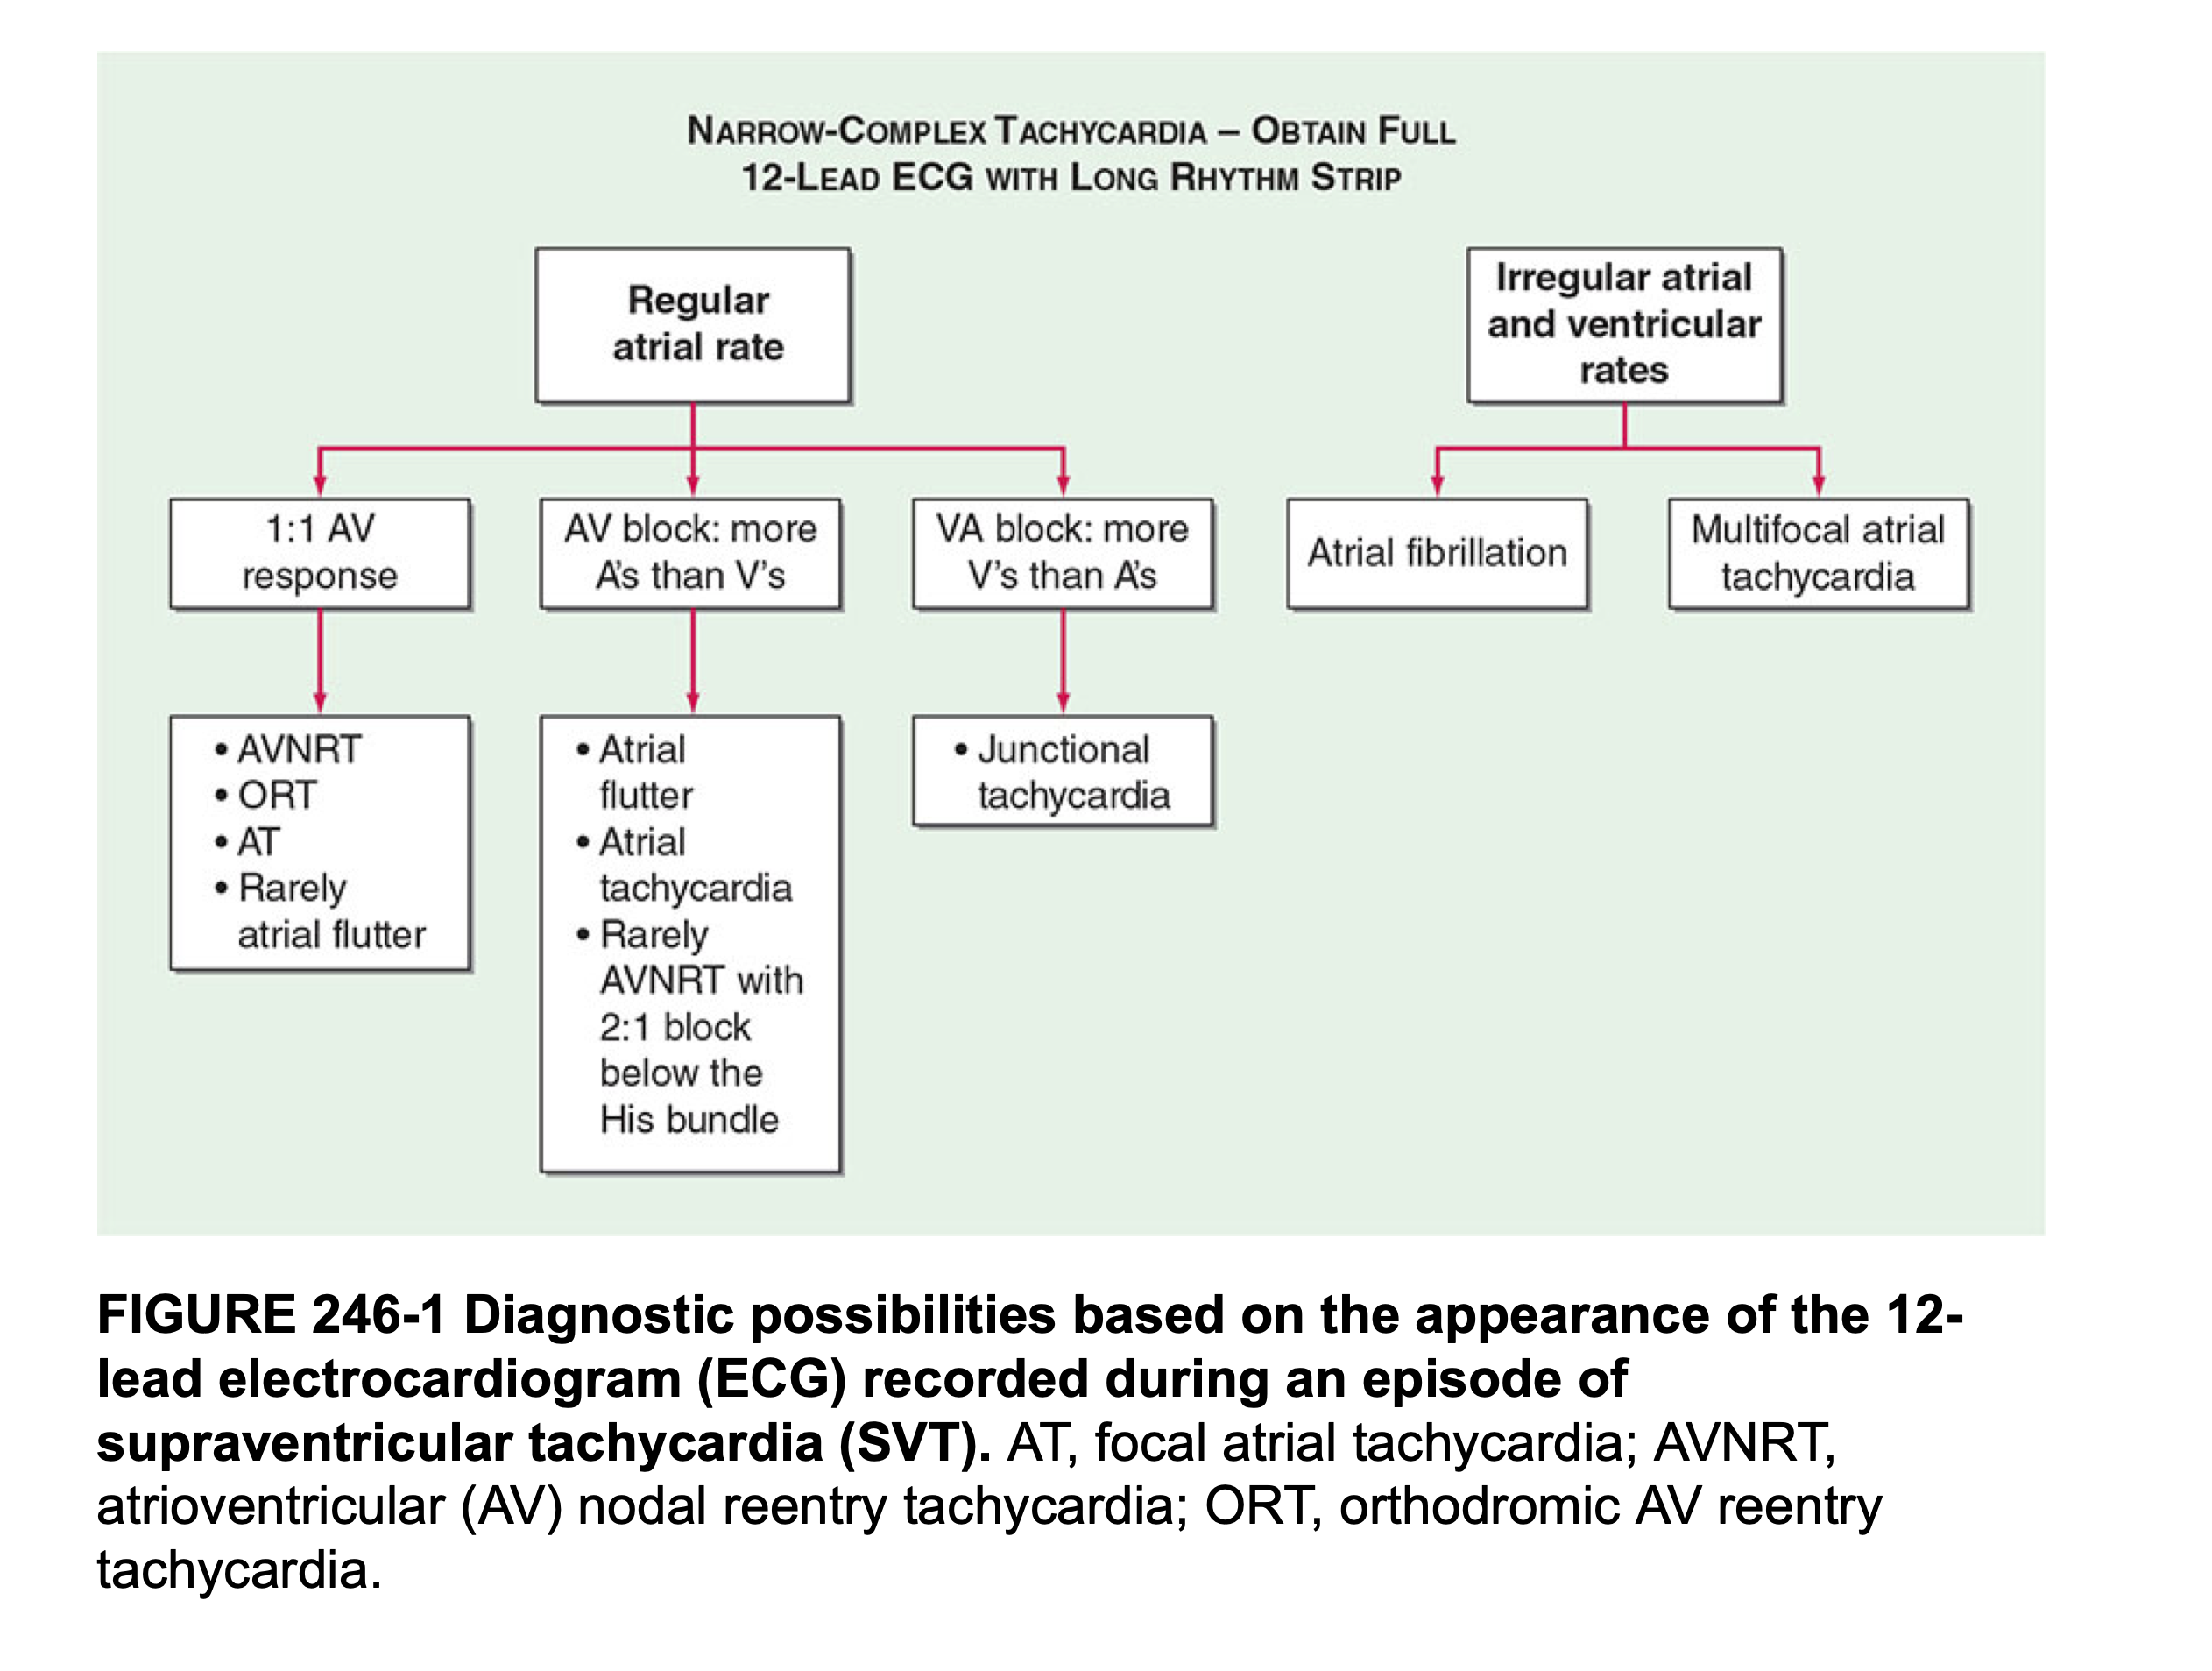 NARROW-COMPLEX TACHYCARDIA – OBTAIN FULL
12-LEAD ECG WITH LONG RHYTHM STRIP
Regular
atrial rate
Irregular atrial
and ventricular
rates
1:1 AV
response
AV block: more
A’s than V’s
VA block: more
V’s than A’s
Atrial fibrillation
Multifocal atrial
tachycardia
• AVNRT
• ORT
• AT
• Rarely
atrial flutter
• Atrial
flutter
• Atrial
tachycardia
• Rarely
AVNRT with
2:1 block
below the
His bundle
• Junctional
tachycardia
FIGURE 246-1 Diagnostic possibilities based on the appearance of the 12-
lead electrocardiogram (ECG) recorded during an episode of
supraventricular tachycardia (SVT). AT, focal atrial tachycardia; AVNRT,
atrioventricular (AV) nodal reentry tachycardia; ORT, orthodromic AV reentry
tachycardia.